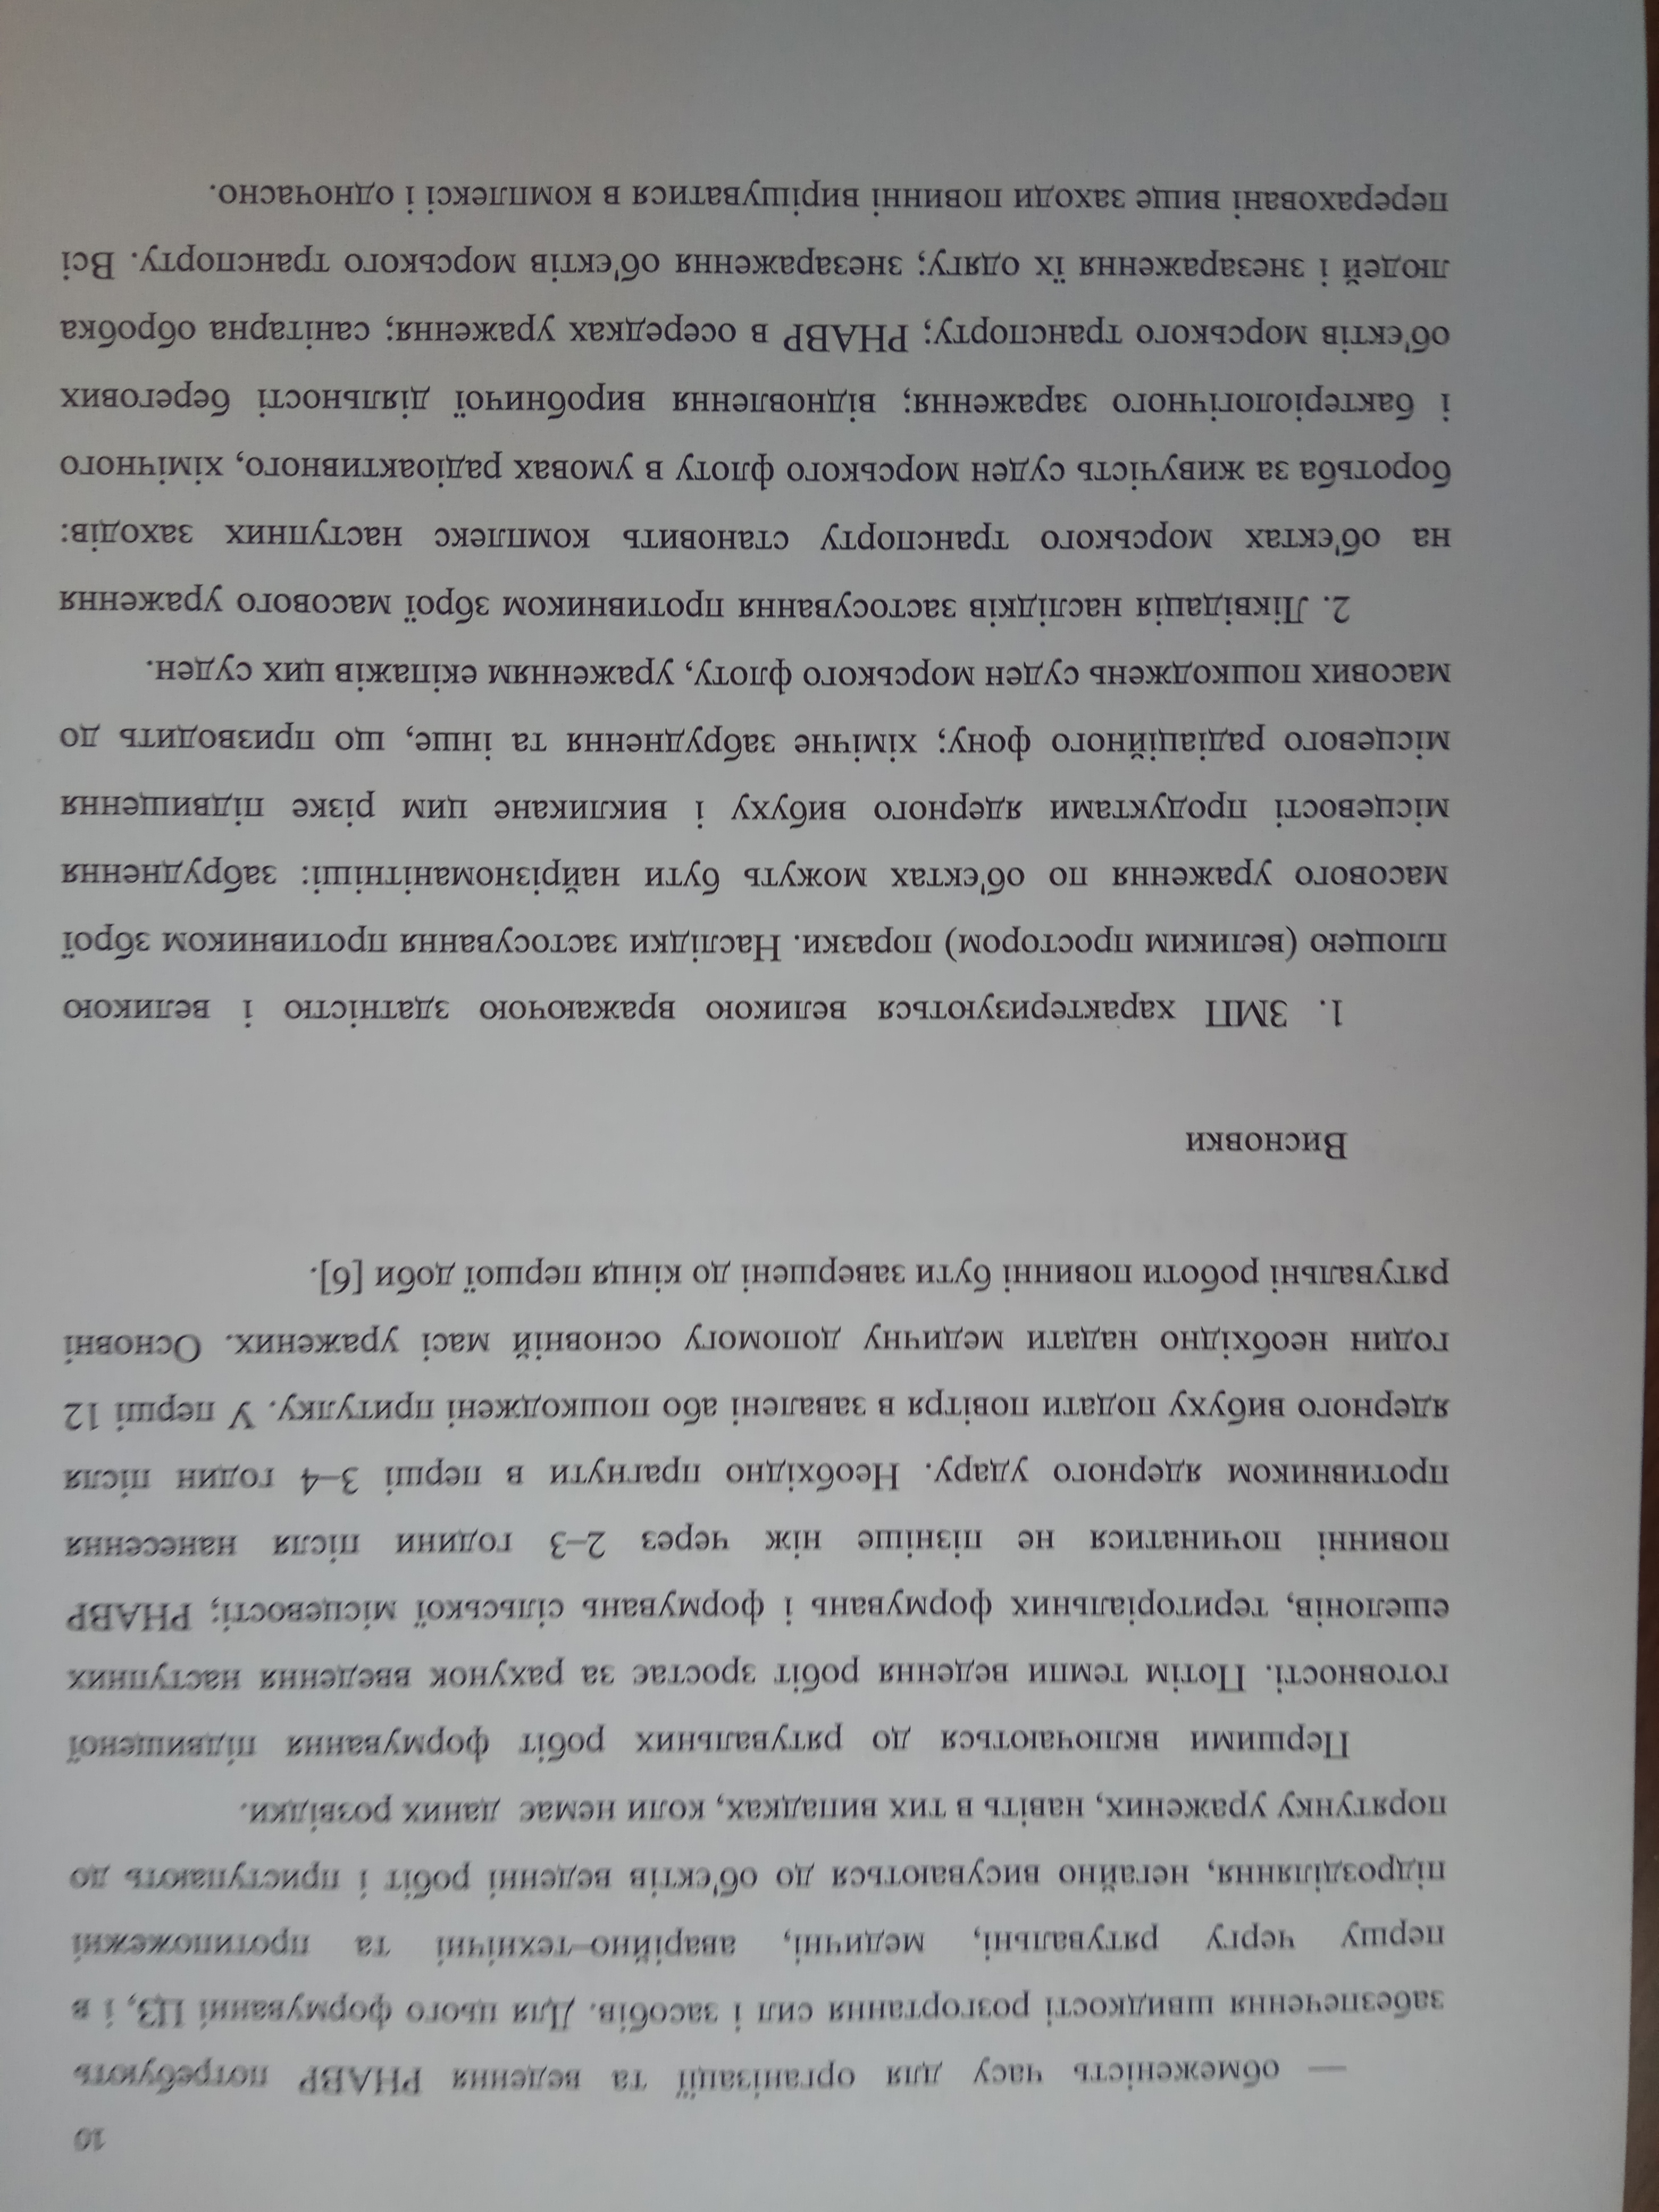 10
— обмеженість часу для організації та ведення РНАВР потребують
забезпечення швидкості розгортання сил і засобів. Для цього формуванні ЦЗ, і в
першу чергу рятувальні, медичні, аварійно–технічні та протипожежні
підрозділяння, негайно висуваються до об'єктів веденні робіт і приступають до
порятунку уражених, навіть в тих випадках, коли немає даних розвідки.
Першими включаються до рятувальних робіт формування підвищеної
готовності. Потім темпи ведення робіт зростає за рахунок введення наступних
ешелонів, територіальних формувань і формувань сільської місцевості; РНАВР
повинні починатися не пізніше ніж через 2–3 години після нанесення
противником ядерного удару. Необхідно прагнути в перші 3–4 годин після
ядерного вибуху подати повітря в завалені або пошкоджені притулку. У перші 12
годин необхідно надати медичну допомогу основній масі уражених. Основні
рятувальні роботи повинні бути завершені до кінця першої доби [6].
Висновки
1. ЗМП характеризуються великою вражаючою здатністю і великою
площею (великим простором) поразки. Наслідки застосування противником зброї
масового ураження по об'єктах можуть бути найрізноманітніші: забруднення
місцевості продуктами ядерного вибуху і викликане цим різке підвищення
місцевого радіаційного фону; хімічне забруднення та інше, що призводить до
масових пошкоджень суден морського флоту, ураженням екіпажів цих суден.
2. Ліквідація наслідків застосування противником зброї масового ураження
на об'єктах морського транспорту становить комплекс наступних заходів:
боротьба за живучість суден морського флоту в умовах радіоактивного, хімічного
і бактеріологічного зараження; відновлення виробничої діяльності берегових
об'єктів морського транспорту; РНАВР в осередках ураження; санітарна обробка
людей і знезараження їх одягу; знезараження об'єктів морського транспорту. Всі
перераховані вище заходи повинні вирішуватися в комплексі і одночасно.